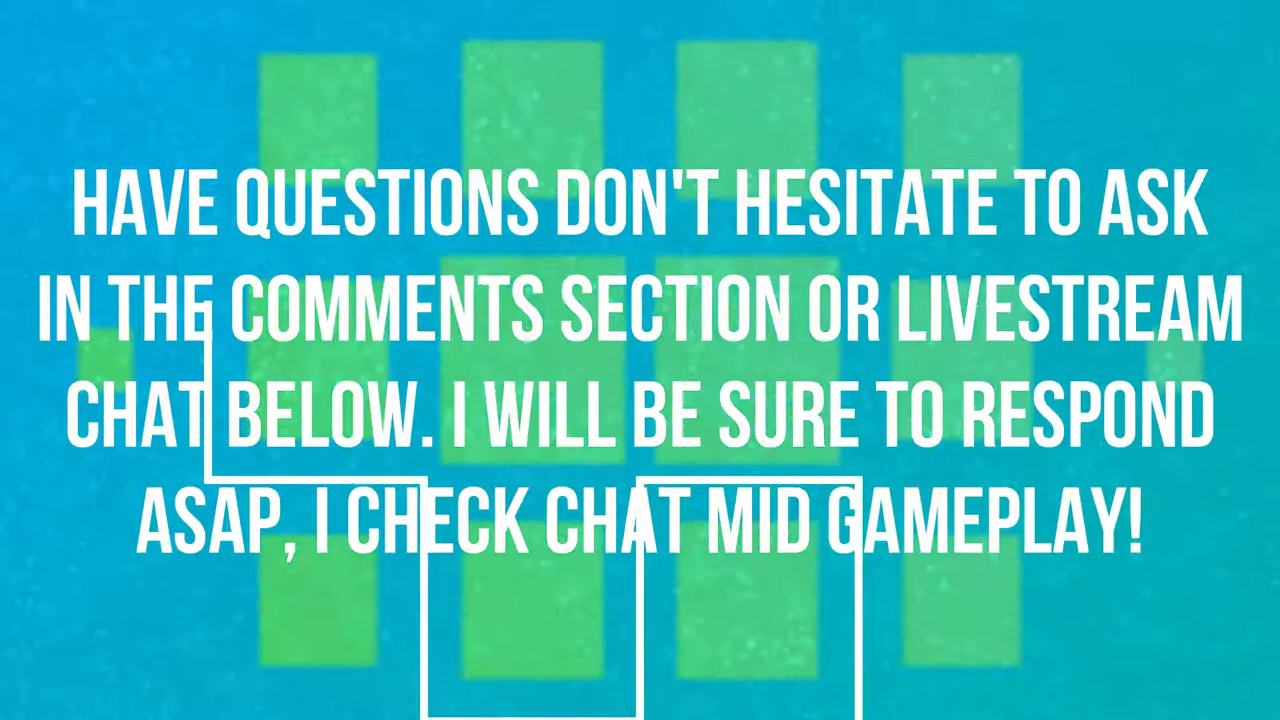 HAVE QUESTIONS DON'T HESITATE TO ASK
IN THE COMMENTS SECTION OR LIVESTREAM
CHAT BELOW. I WILL BE SURE TO RESPOND
ASAP, I CHECK CHAT MID GAMEPLAY!